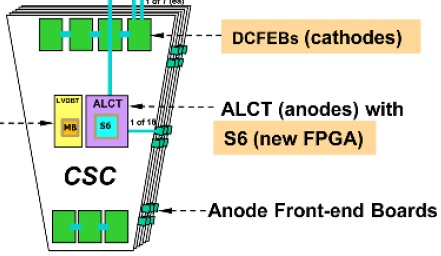 1 of 7 (ea)
DCFEBs (cathodes)
LVDBT
ALCT
MB
S6
1 of 18
ALCT (anodes) with
S6 (new FPGA)
CSC
Anode Front-end Boards